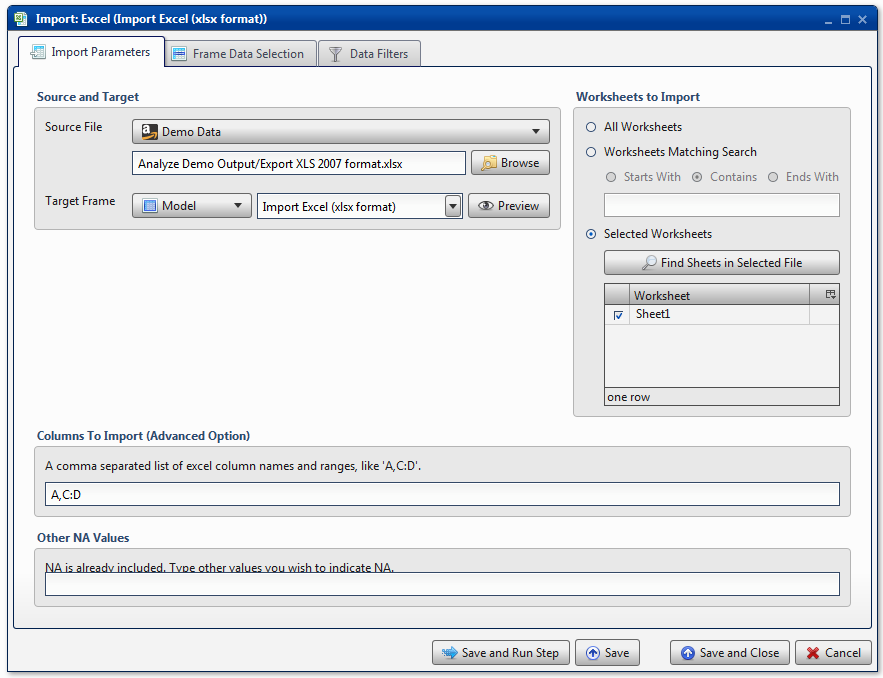 Import: Excel (Import Excel (xlsx format))
Import Parameters
Frame Data Selection
Data Filters
Source and Target
Source File
Demo Data
Analyze Demo Output/Export XLS 2007 format.xlsx
Browse
Target Frame
Model
Import Excel (xlsx format)
Preview
Worksheets to Import
All Worksheets
Worksheets Matching Search
Starts With
Contains
Ends With
Selected Worksheets
Find Sheets in Selected File
Worksheet
Sheet1
one row
Columns To Import (Advanced Option)
A comma separated list of excel column names and ranges, like 'A,C:D'.
A,C:D
Other NA Values
NA is already included. Type other values you wish to indicate NA.
Save and Run Step
Save
Save and Close
Cancel